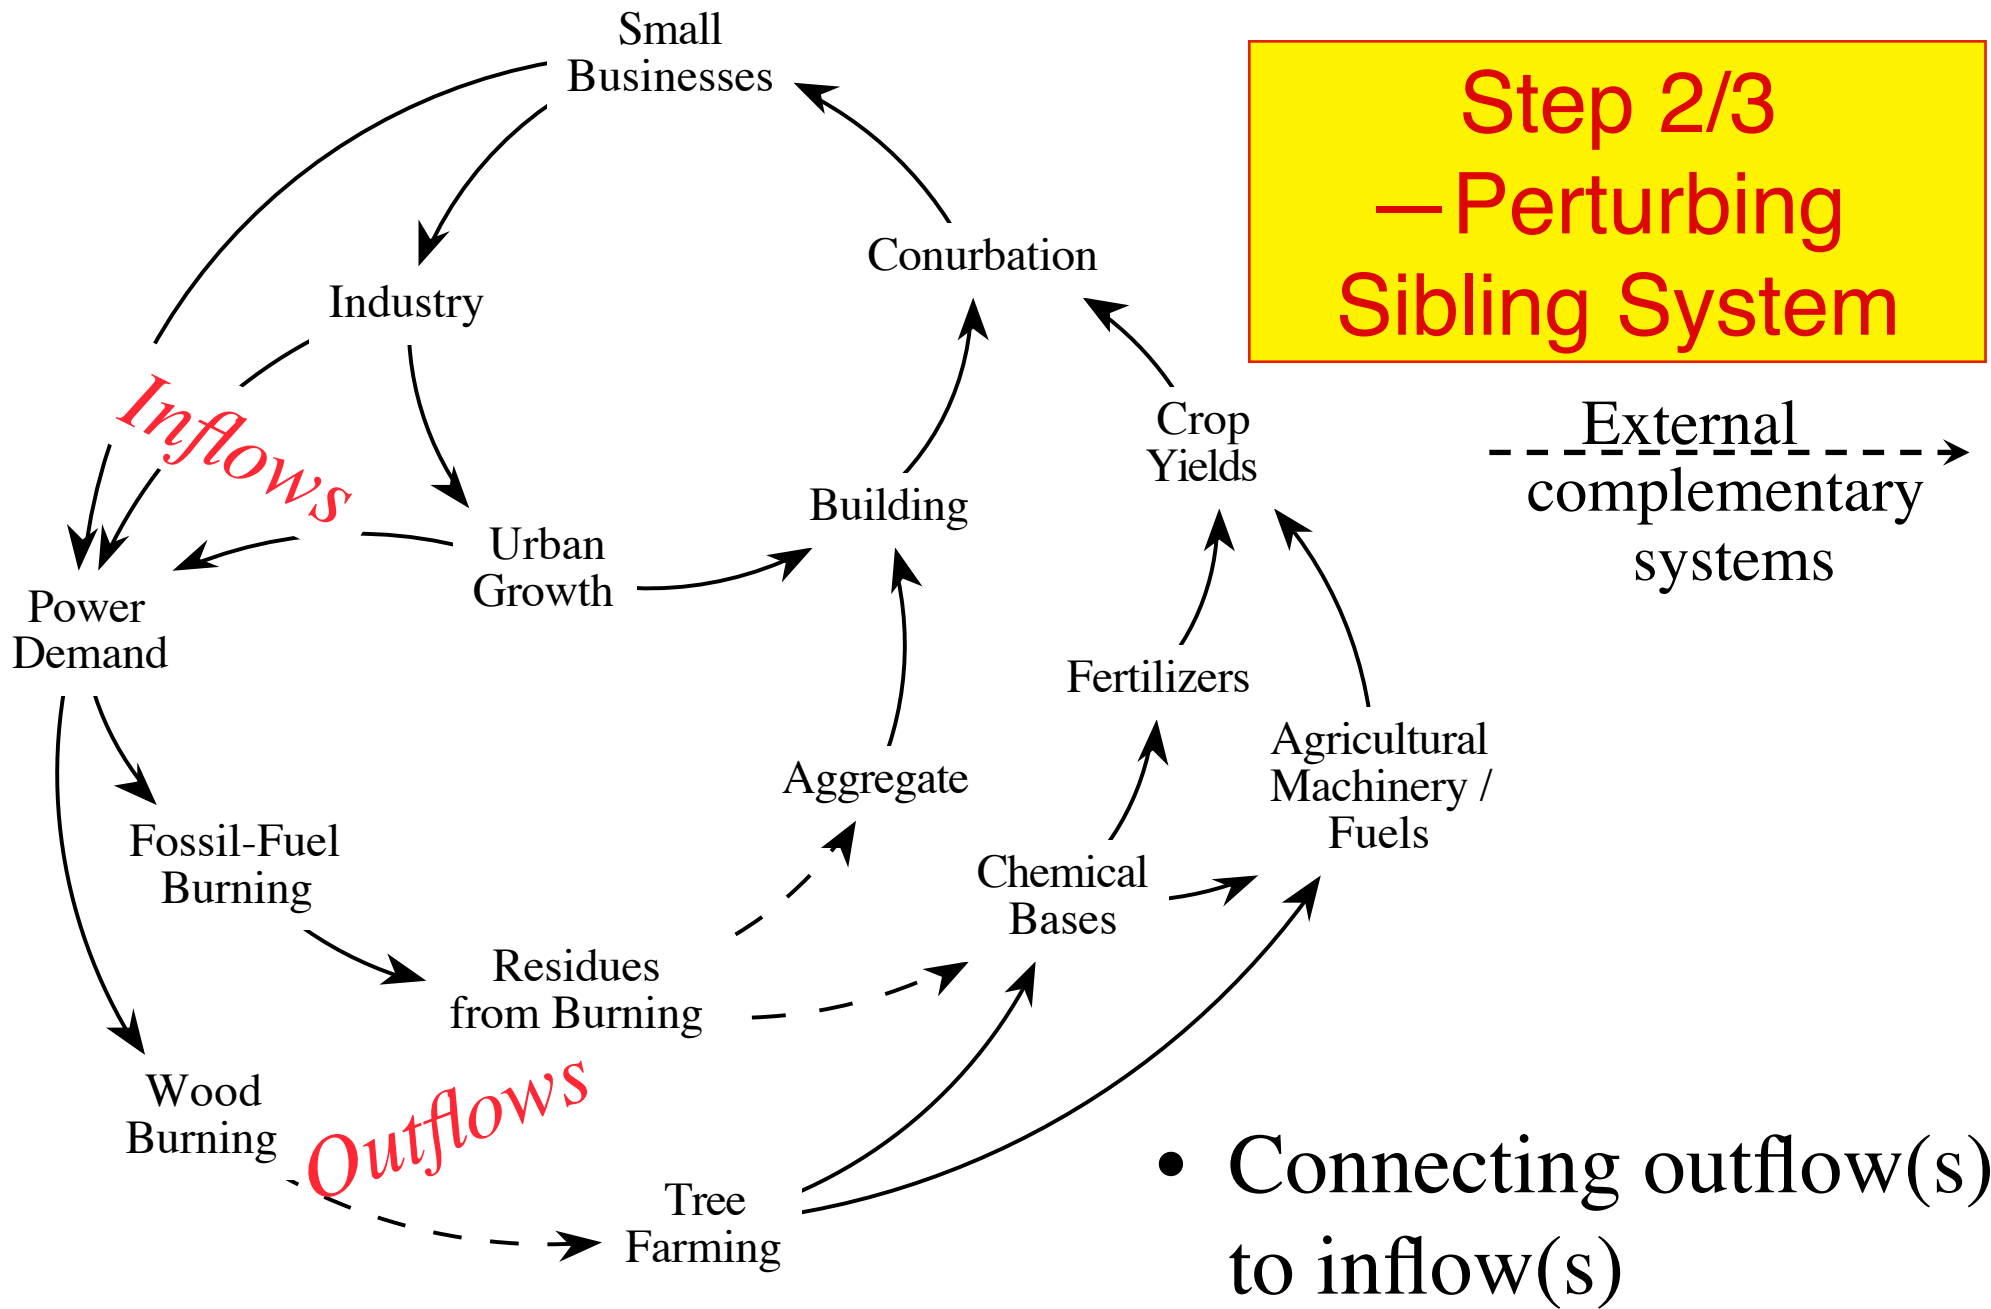 Small
Businesses
Step 2/3
—Perturbing
Sibling System
Conurbation
Industry
Inflows
External
complementary
systems
Crop
Yields
Building
Urban
Growth
Power
Demand
Fertilizers
Agricultural
Machinery /
Fuels
Aggregate
Fossil-Fuel
Burning
Chemical
Bases
Residues
from Burning
Wood
Burning
Outflows
Tree
Farming
• Connecting outflow(s)
to inflow(s)